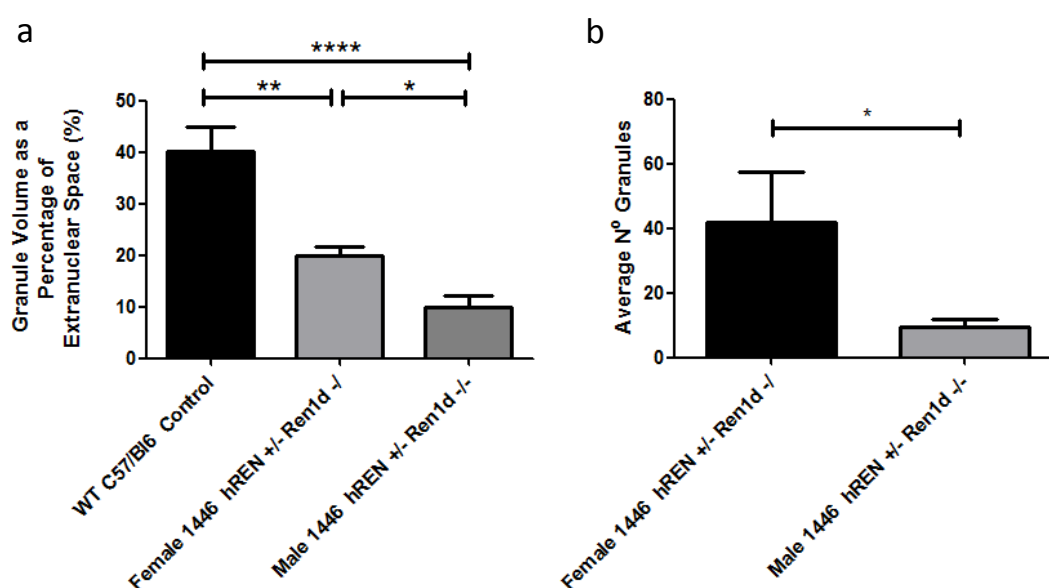 a
b
****
**
*
Granule Volume as a
Percentage of
Extranuclear Space (%)
50
40
30
20
10
0
WT C57/Bl6 Control
Female 1446 hREN +/- Ren1d -/
Male 1446 hREN +/- Ren1d -/-
*
Average Nº Granules
80
60
40
20
0
Female 1446 hREN +/- Ren1d -/
Male 1446 hREN +/- Ren1d -/-